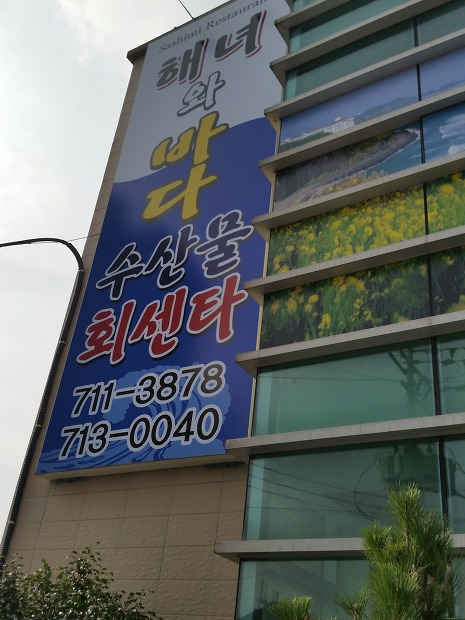 Sashimi Restaurant
해녀
와
바
다
수산물
회센타
711-3878
713-0040